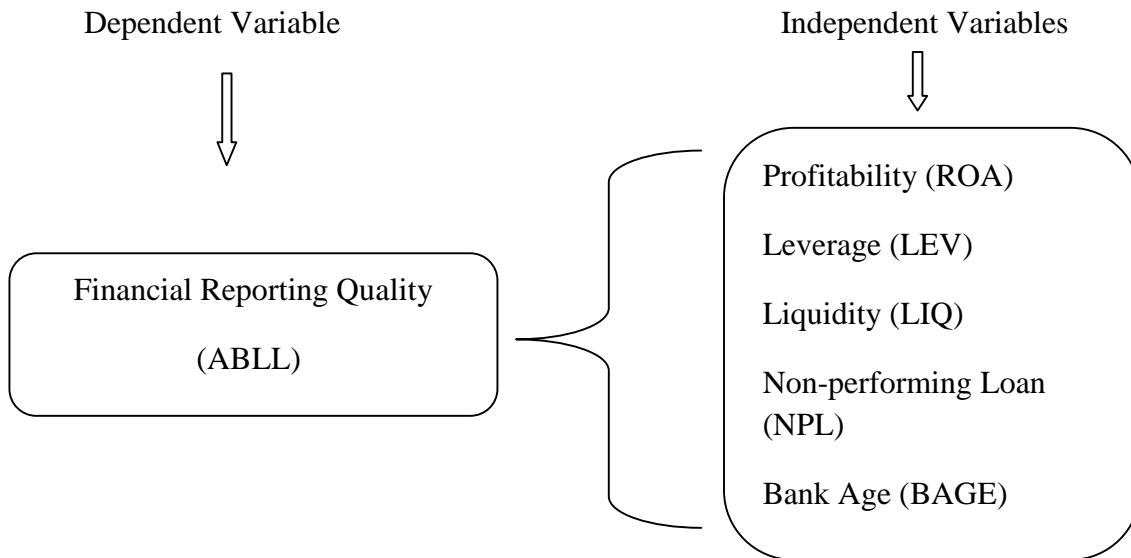 Dependent Variable
Independent Variables
Financial Reporting Quality
(ABLL)
Profitability (ROA)
Leverage (LEV)
Liquidity (LIQ)
Non-performing Loan
(NPL)
Bank Age (BAGE)